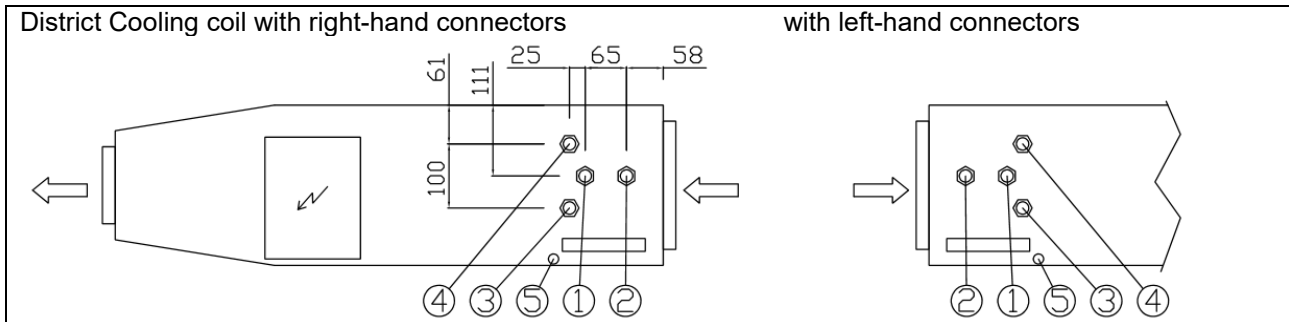 District Cooling coil with right-hand connectors with left-hand connectors
25 65 58
61
111
100
4 3 5 1 2
2 1 5 3 4